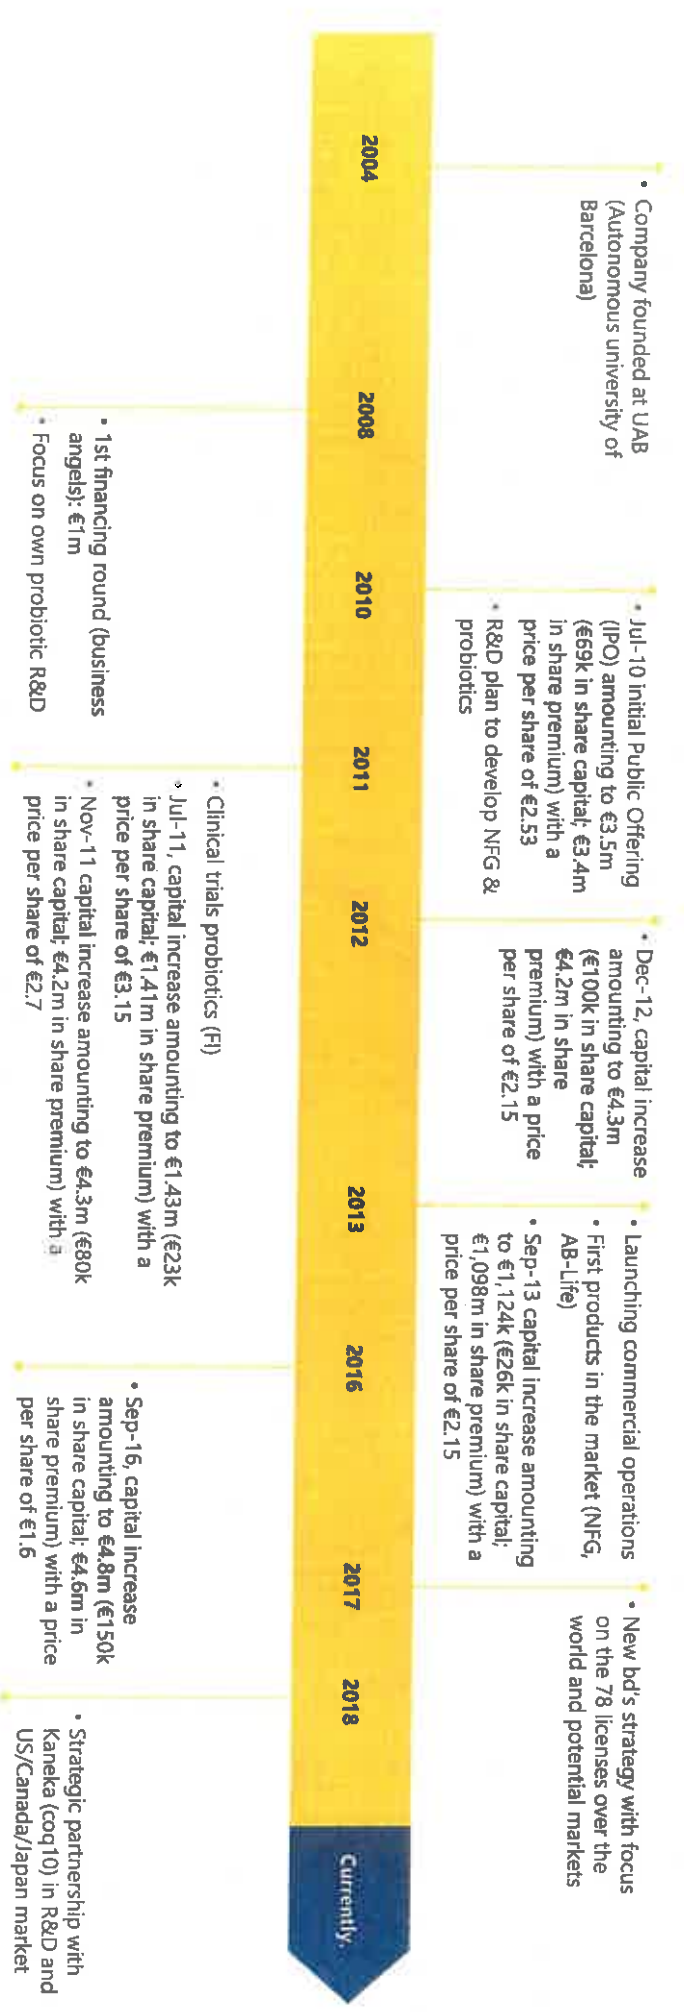 2004
• Company founded at UAB
(Autonomous university of
Barcelona)
2008
• 1st financing round (business
angels): €1m
• Focus on own probiotic R&D
2010
• Jul-10 initial Public Offering
(IPO) amounting to €3.5m
(€69k in share capital; €3.4m
in share premium) with a
price per share of €2.53
• R&D plan to develop NFG &
probiotics
2011
• Clinical trials probiotics (FI)
• Jul-11, capital increase amounting to €1.43m (€23k
in share capital; €1.41m in share premium) with a
price per share of €3.15
• Nov-11 capital increase amounting to €4.3m (€80k
in share capital; €4.2m in share premium) with a
price per share of €2.7
2012
• Dec-12, capital increase
amounting to €4.3m
(€100k in share capital;
€4.2m in share
premium) with a price
per share of €2.15
2013
• Launching commercial operations
• First products in the market (NFG,
AB-Life)
• Sep-13 capital increase amounting
to €1,124k (€26k in share capital;
€1,098m in share premium) with a
price per share of €2.15
2016
• Sep-16, capital increase
amounting to €4.8m (€150k
in share capital; €4.6m in
share premium) with a price
per share of €1.6
2017
• New bd's strategy with focus
on the 78 licenses over the
world and potential markets
2018
• Strategic partnership with
Kaneka (coq10) in R&D and
US/Canada/Japan market
Currently.